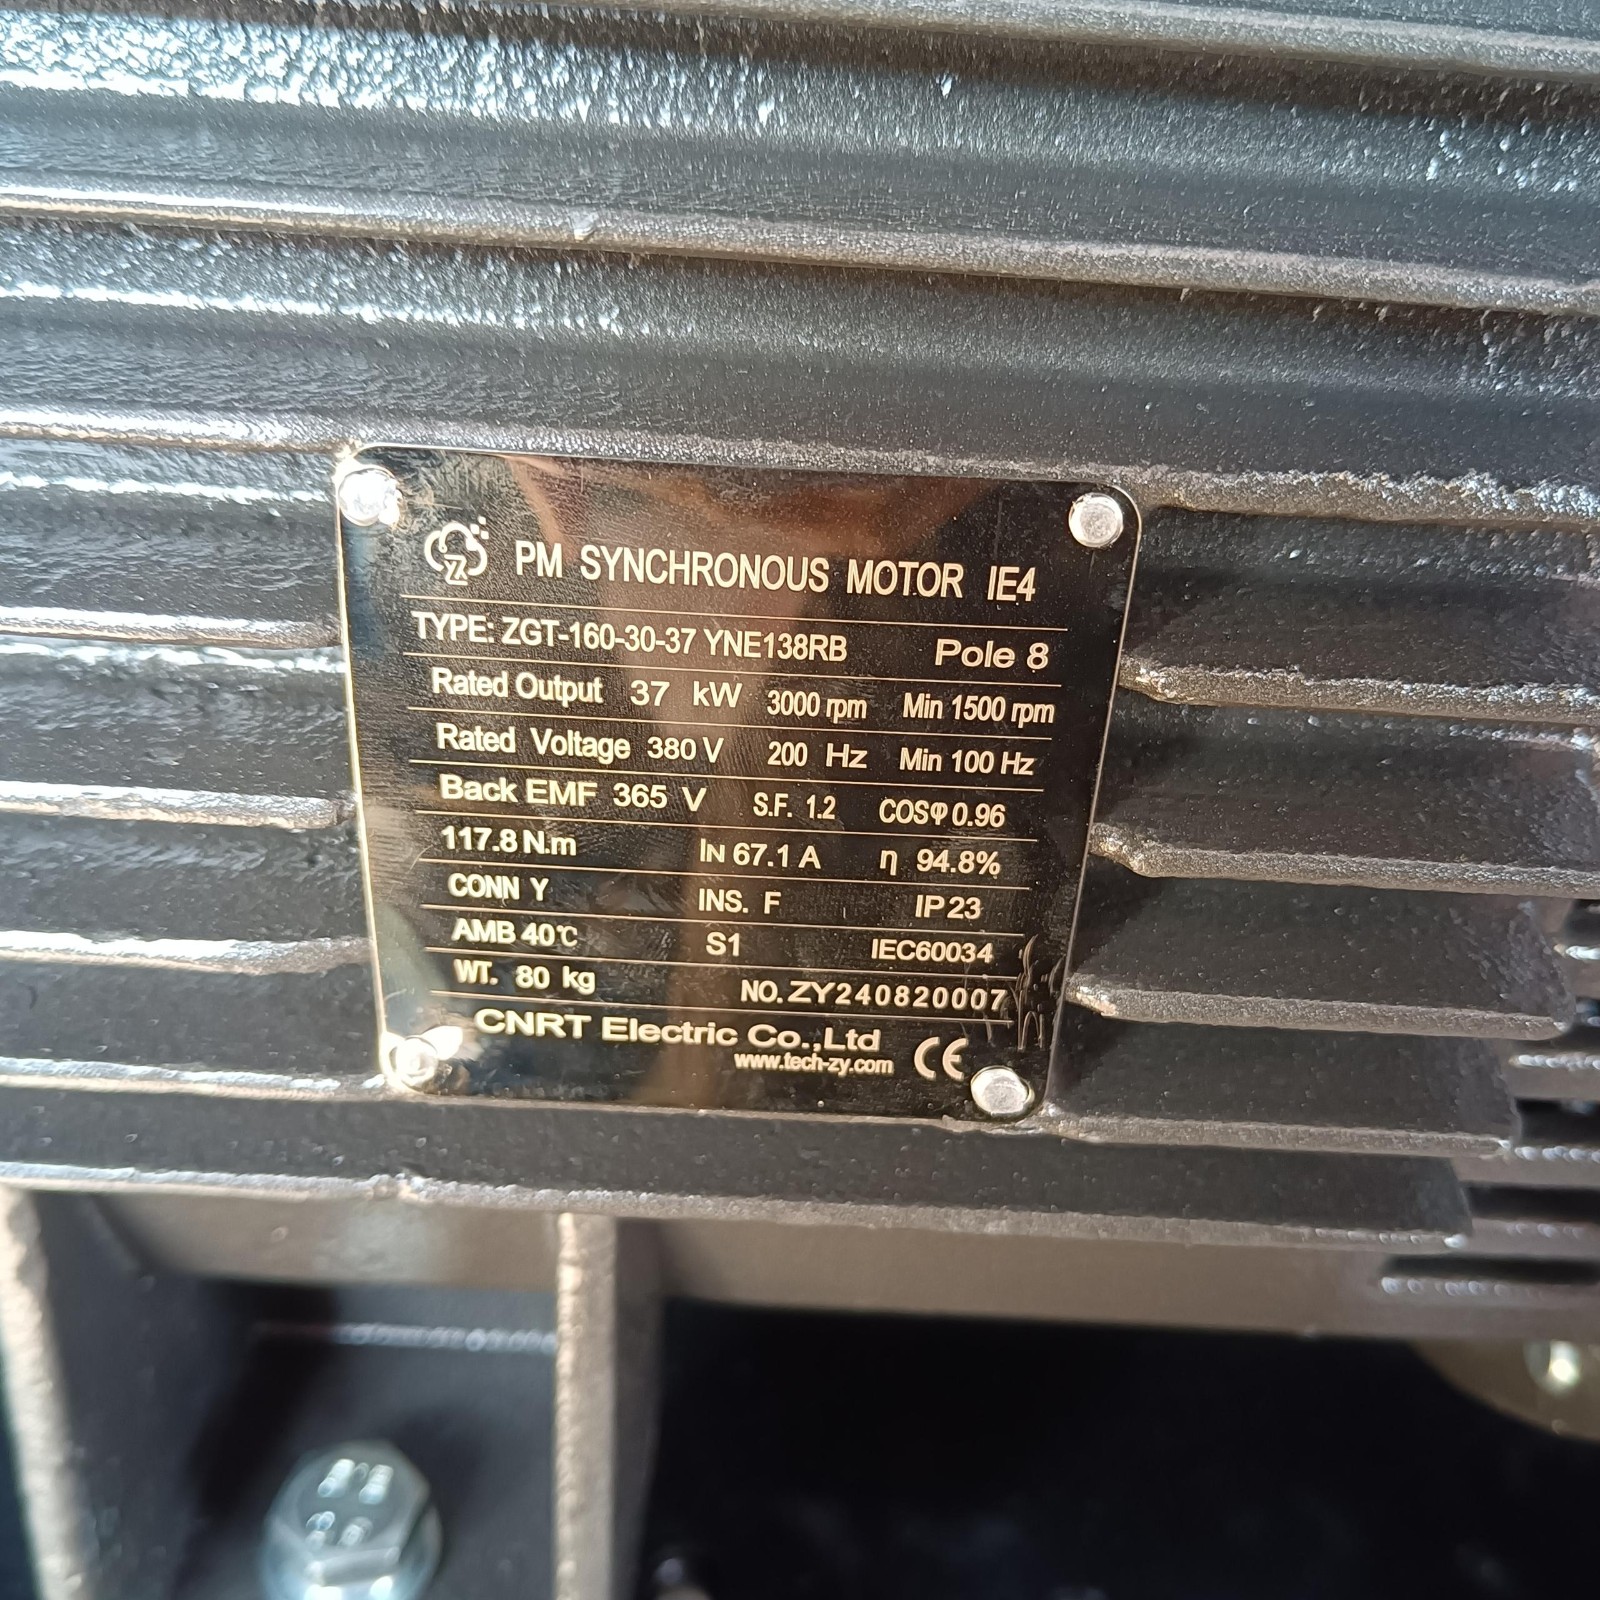 PM SYNCHRONOUS MOTOR IE4
TYPE: ZGT-160-30-37 YNE138RB Pole 8
Rated Output 37 kW 3000 rpm Min 1500 rpm
Rated Voltage 380 V 200 Hz Min 100 Hz
Back EMF 365 V S.F. 1.2 COSφ 0.96
117.8 N.m IN 67.1 A η 94.8%
CONN Y INS. F IP 23
AMB 40℃ S1 IEC60034
WT. 80 kg NO. ZY240820007
CNRT Electric Co.,Ltd
www.tech-zy.com CE